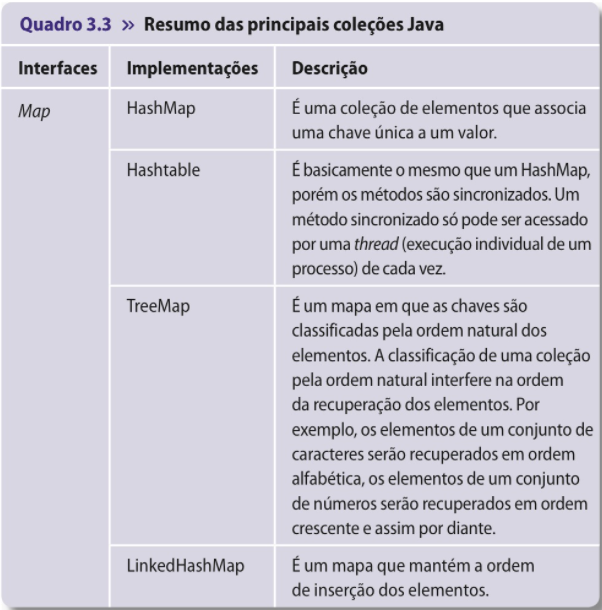 Quadro 3.3 » Resumo das principais coleções Java
Interfaces Implementações Descrição
Map HashMap É uma coleção de elementos que associa
uma chave única a um valor.
Hashtable É basicamente o mesmo que um HashMap,
porém os métodos são sincronizados. Um
método sincronizado só pode ser acessado
por uma thread (execução individual de um
processo) de cada vez.
TreeMap É um mapa em que as chaves são
classificadas pela ordem natural dos
elementos. A classificação de uma coleção
pela ordem natural interfere na ordem
da recuperação dos elementos. Por
exemplo, os elementos de um conjunto de
caracteres serão recuperados em ordem
alfabética, os elementos de um conjunto
de números serão recuperados em ordem
crescente e assim por diante.
LinkedHashMap É um mapa que mantém a ordem
de inserção dos elementos.